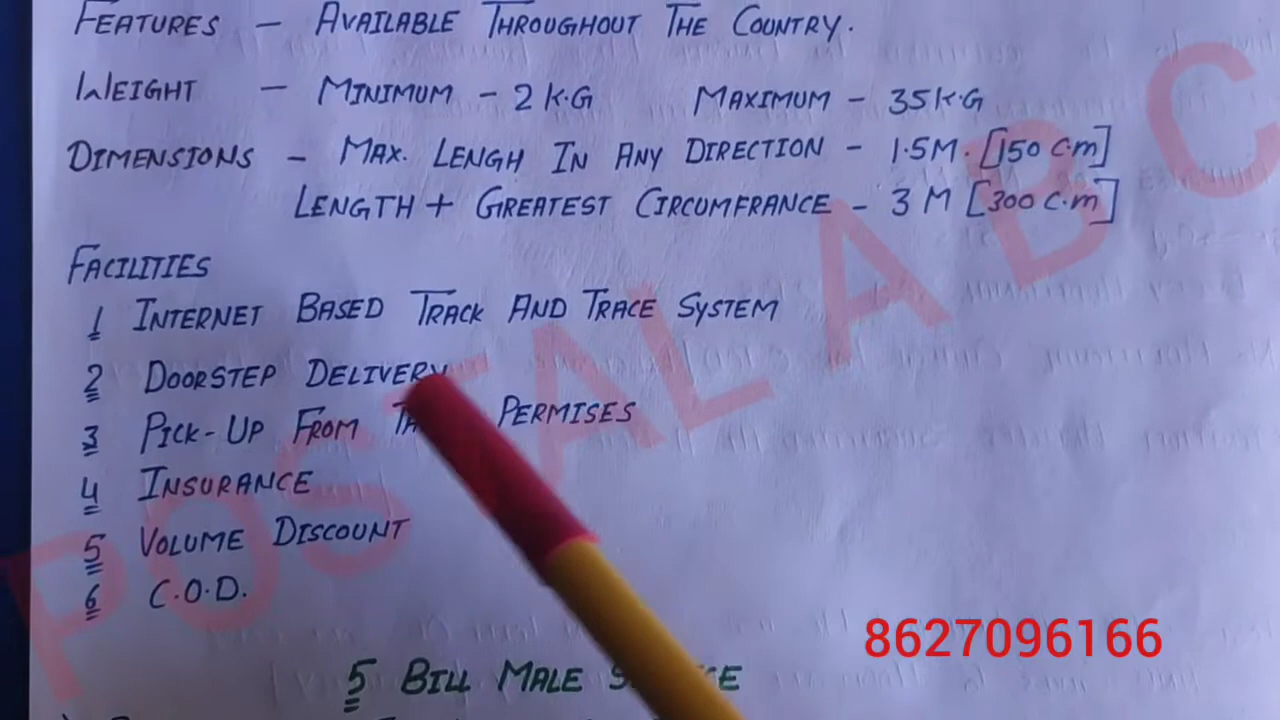 FEATURES — AVAILABLE THROUGHOUT THE COUNTRY.
WEIGHT — MINIMUM - 2 K.G MAXIMUM - 35 K.G
DIMENSIONS - MAX. LENGH IN ANY DIRECTION - 1.5M. [150 C.m]
LENGTH + GREATEST CIRCUMFRANCE - 3 M [300 C.m]
FACILITIES
1 INTERNET BASED TRACK AND TRACE SYSTEM
2 DOORSTEP DELIVERY
3 PICK-UP FROM PERMISES
4 INSURANCE
5 VOLUME DISCOUNT
6 C.O.D.
POSTAL ABC
8627096166
5 BILL MALE